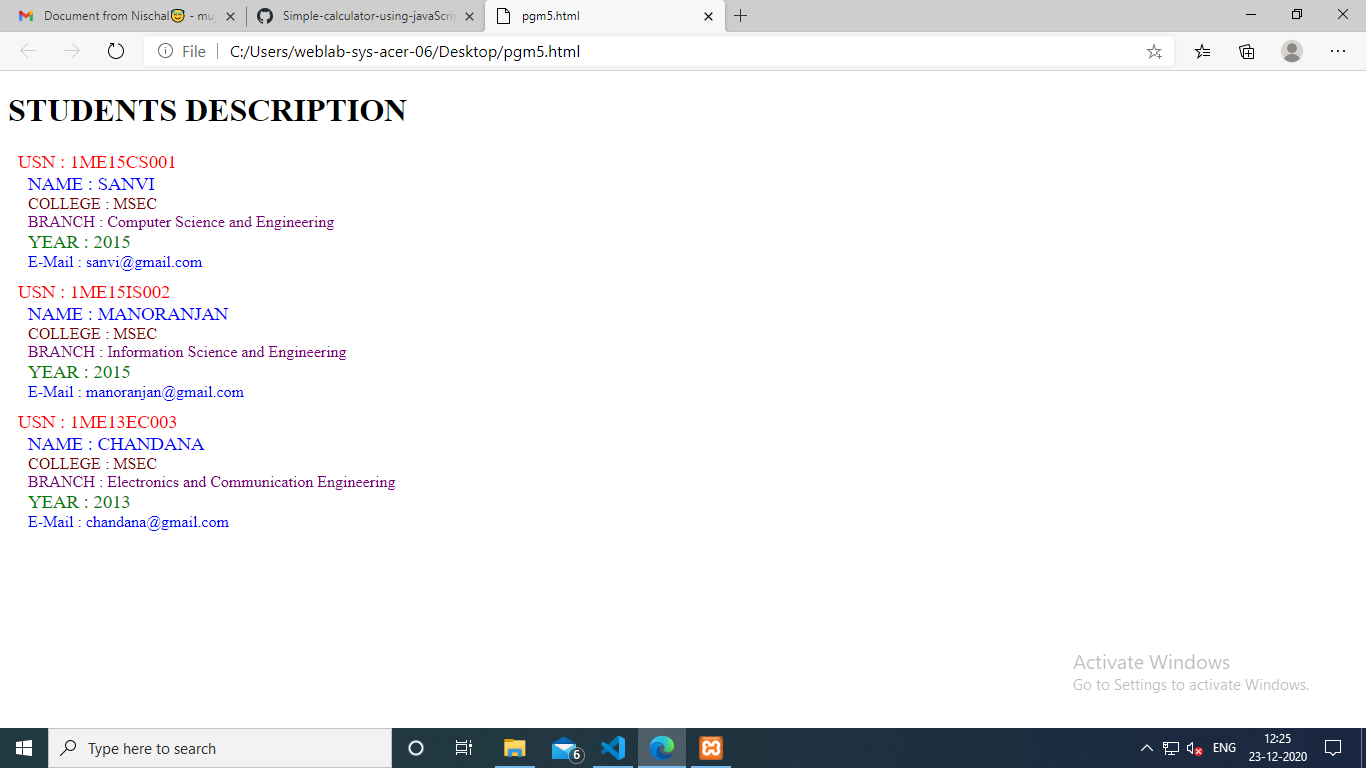 Document from Nischal😇 - mu
Simple-calculator-using-javaScrip
pgm5.html
File
C:/Users/weblab-sys-acer-06/Desktop/pgm5.html
STUDENTS DESCRIPTION
USN : 1ME15CS001
NAME : SANVI
COLLEGE : MSEC
BRANCH : Computer Science and Engineering
YEAR : 2015
E-Mail : sanvi@gmail.com
USN : 1ME15IS002
NAME : MANORANJAN
COLLEGE : MSEC
BRANCH : Information Science and Engineering
YEAR : 2015
E-Mail : manoranjan@gmail.com
USN : 1ME13EC003
NAME : CHANDANA
COLLEGE : MSEC
BRANCH : Electronics and Communication Engineering
YEAR : 2013
E-Mail : chandana@gmail.com
Activate Windows
Go to Settings to activate Windows.
Type here to search
6
ENG
12:25
23-12-2020